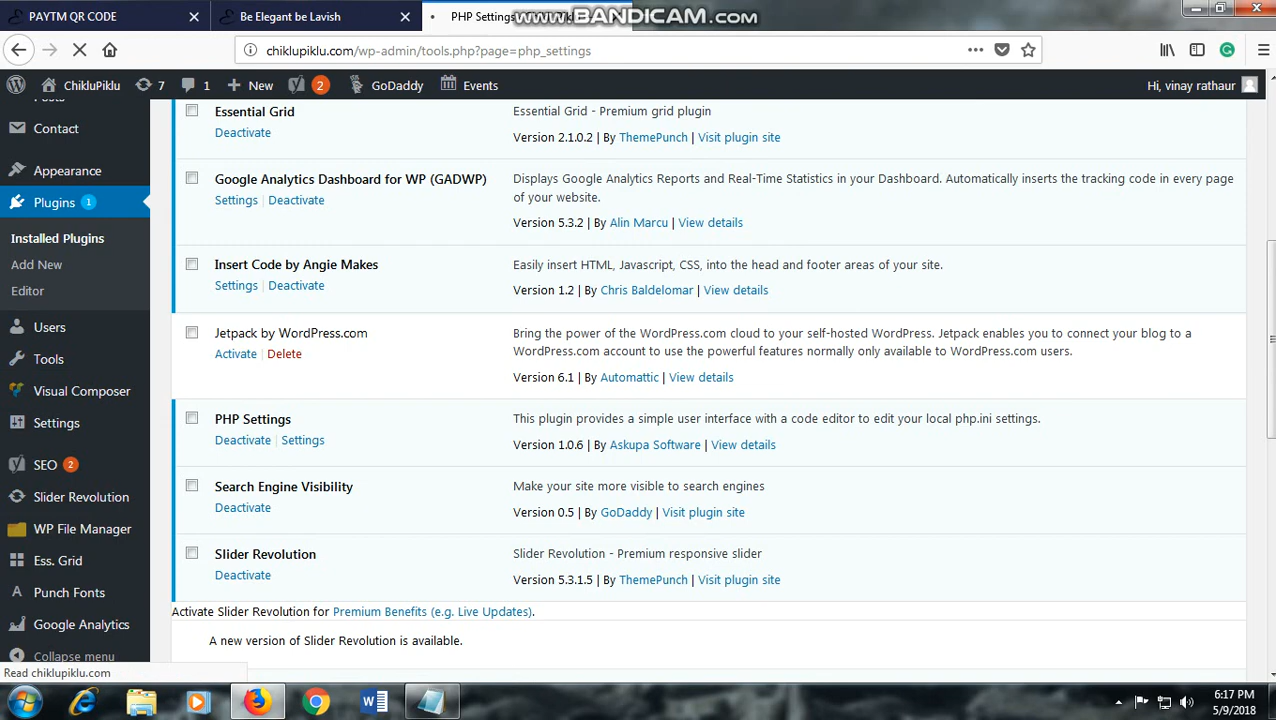 PAYTM QR CODE
Be Elegant be Lavish
PHP Settings
WWW.BANDICAM.COM
chiklupiklu.com/wp-admin/tools.php?page=php_settings
ChikluPiklu 7 1 New 2 GoDaddy Events Hi, vinay rathaur
Posts
Contact
Appearance
Plugins 1
Installed Plugins
Add New
Editor
Users
Tools
Visual Composer
Settings
SEO 2
Slider Revolution
WP File Manager
Ess. Grid
Punch Fonts
Google Analytics
Collapse menu
Essential Grid
Deactivate
Essential Grid - Premium grid plugin
Version 2.1.0.2 | By ThemePunch | Visit plugin site
Google Analytics Dashboard for WP (GADWP)
Settings | Deactivate
Displays Google Analytics Reports and Real-Time Statistics in your Dashboard. Automatically inserts the tracking code in every page
of your website.
Version 5.3.2 | By Alin Marcu | View details
Insert Code by Angie Makes
Settings | Deactivate
Easily insert HTML, Javascript, CSS, into the head and footer areas of your site.
Version 1.2 | By Chris Baldelomar | View details
Jetpack by WordPress.com
Activate | Delete
Bring the power of the WordPress.com cloud to your self-hosted WordPress. Jetpack enables you to connect your blog to a
WordPress.com account to use the powerful features normally only available to WordPress.com users.
Version 6.1 | By Automattic | View details
PHP Settings
Deactivate | Settings
This plugin provides a simple user interface with a code editor to edit your local php.ini settings.
Version 1.0.6 | By Askupa Software | View details
Search Engine Visibility
Deactivate
Make your site more visible to search engines
Version 0.5 | By GoDaddy | Visit plugin site
Slider Revolution
Deactivate
Slider Revolution - Premium responsive slider
Version 5.3.1.5 | By ThemePunch | Visit plugin site
Activate Slider Revolution for Premium Benefits (e.g. Live Updates).
A new version of Slider Revolution is available.
Read chiklupiklu.com
6:17 PM
5/9/2018